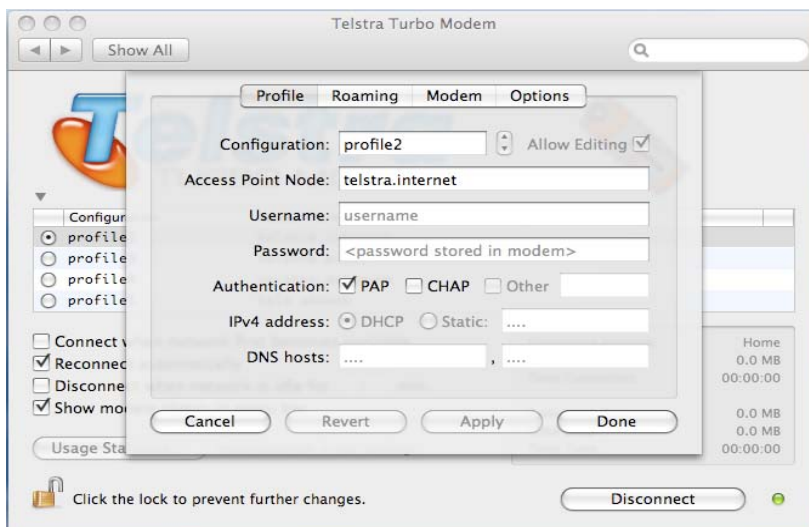 Telstra Turbo Modem
Show All
Profile Roaming Modem Options
Configuration: profile2 Allow Editing
Access Point Node: telstra.internet
Username: username
Password: <password stored in modem>
Authentication: PAP CHAP Other
IPv4 address: DHCP Static: ....
DNS hosts: .... , ....
Cancel Revert Apply Done
Configur
profile
profile
profile
profile
Connect
Reconnect
Disconnect
Show mo
Usage Sta
Home
0.0 MB
00:00:00
0.0 MB
0.0 MB
00:00:00
Click the lock to prevent further changes.
Disconnect